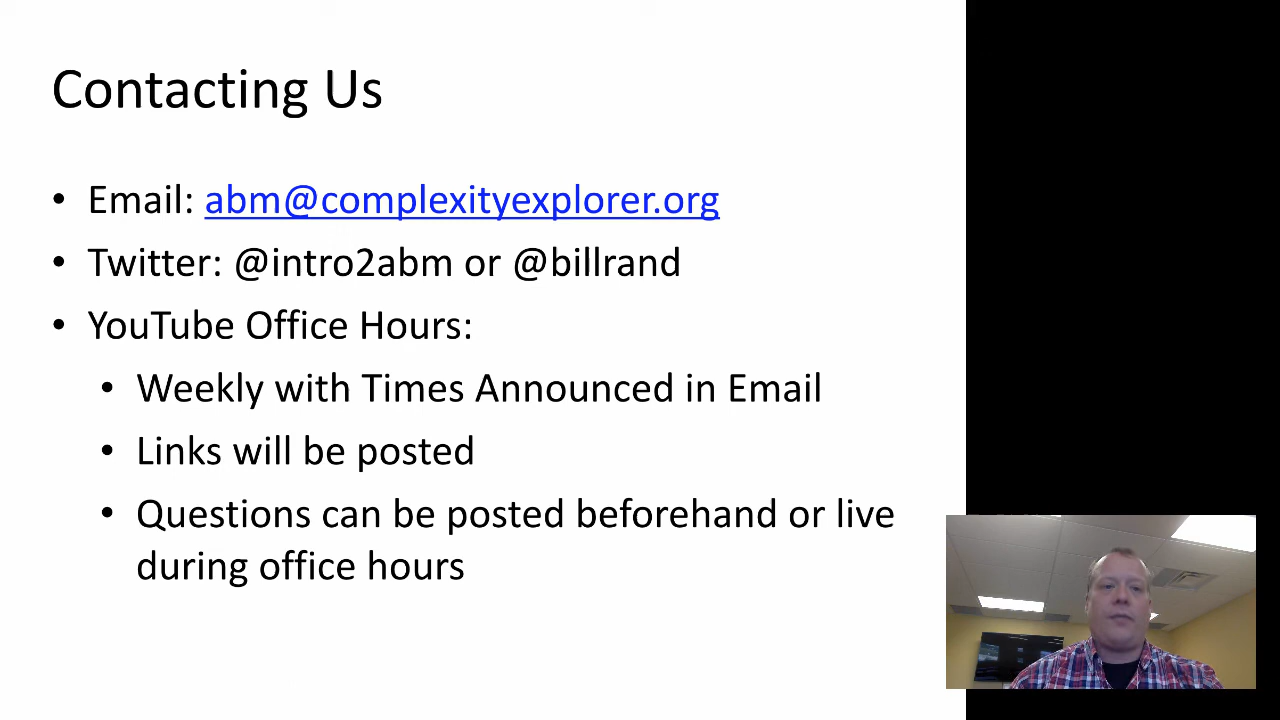 Contacting Us
• Email: abm@complexityexplorer.org
• Twitter: @intro2abm or @billrand
• YouTube Office Hours:
• Weekly with Times Announced in Email
• Links will be posted
• Questions can be posted beforehand or live
during office hours